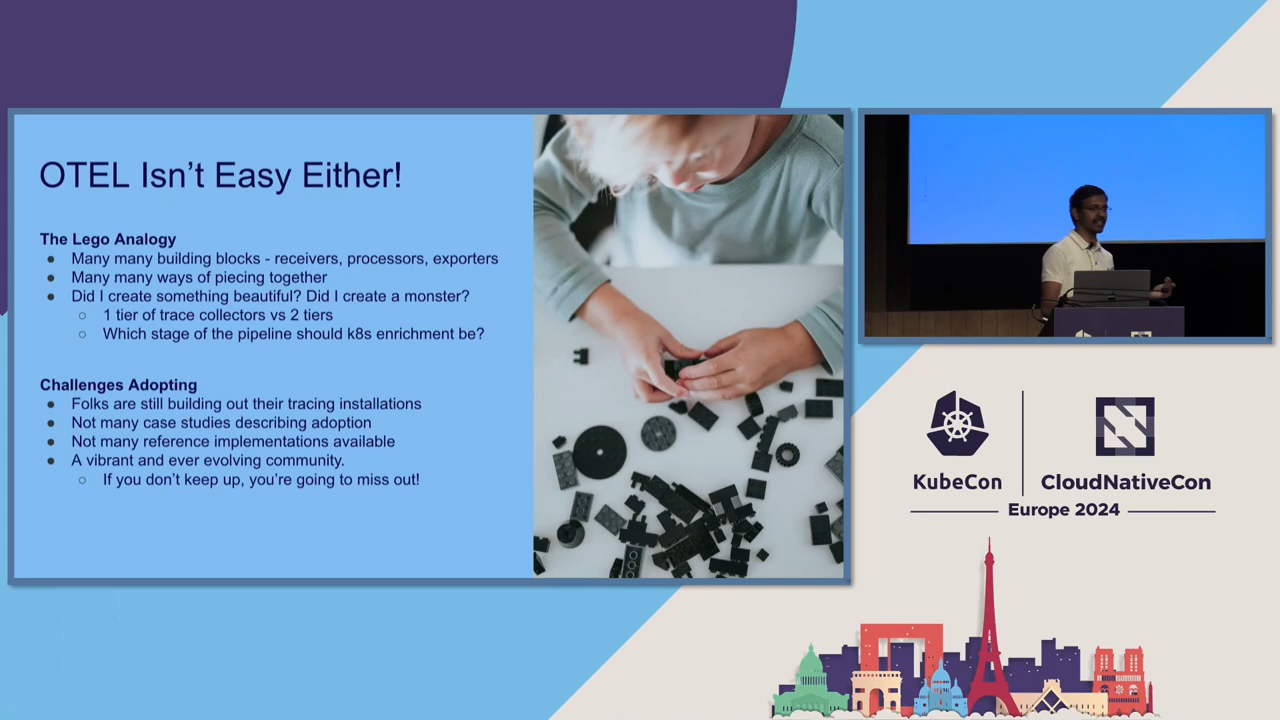 OTEL Isn't Easy Either!
The Lego Analogy
● Many many building blocks - receivers, processors, exporters
● Many many ways of piecing together
● Did I create something beautiful? Did I create a monster?
○ 1 tier of trace collectors vs 2 tiers
○ Which stage of the pipeline should k8s enrichment be?
Challenges Adopting
● Folks are still building out their tracing installations
● Not many case studies describing adoption
● Not many reference implementations available
● A vibrant and ever evolving community.
○ If you don't keep up, you're going to miss out!
KubeCon
CloudNativeCon
Europe 2024